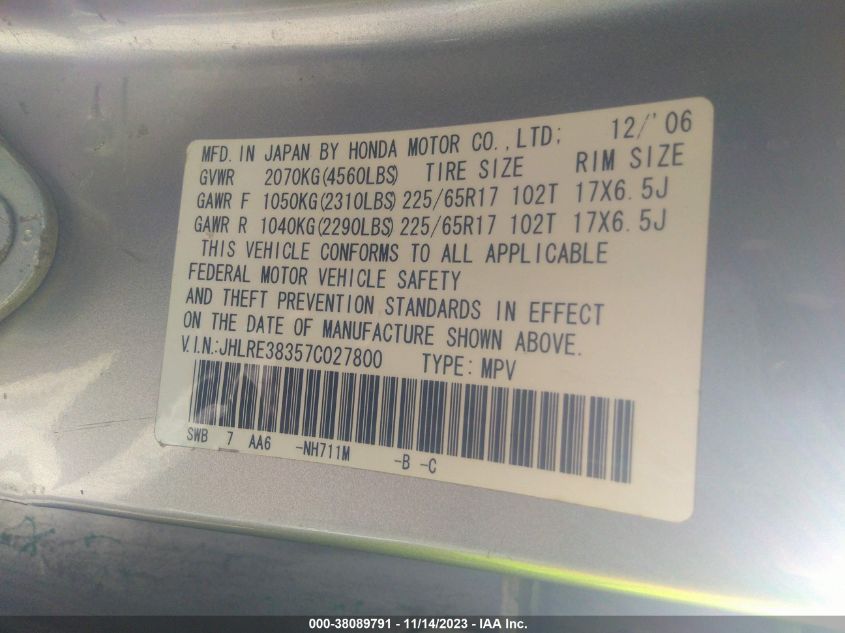 MFD. IN JAPAN BY HONDA MOTOR CO.,LTD; 12/'06
GVWR 2070KG(4560LBS) TIRE SIZE RIM SIZE
GAWR F 1050KG(2310LBS) 225/65R17 102T 17X6.5J
GAWR R 1040KG(2290LBS) 225/65R17 102T 17X6.5J
THIS VEHICLE CONFORMS TO ALL APPLICABLE
FEDERAL MOTOR VEHICLE SAFETY
AND THEFT PREVENTION STANDARDS IN EFFECT
ON THE DATE OF MANUFACTURE SHOWN ABOVE.
V.I.N.:JHLRE38357C027800 TYPE: MPV
SWB 7 AA6 -NH711M -B -C
000-38089791 - 11/14/2023 - IAA Inc.